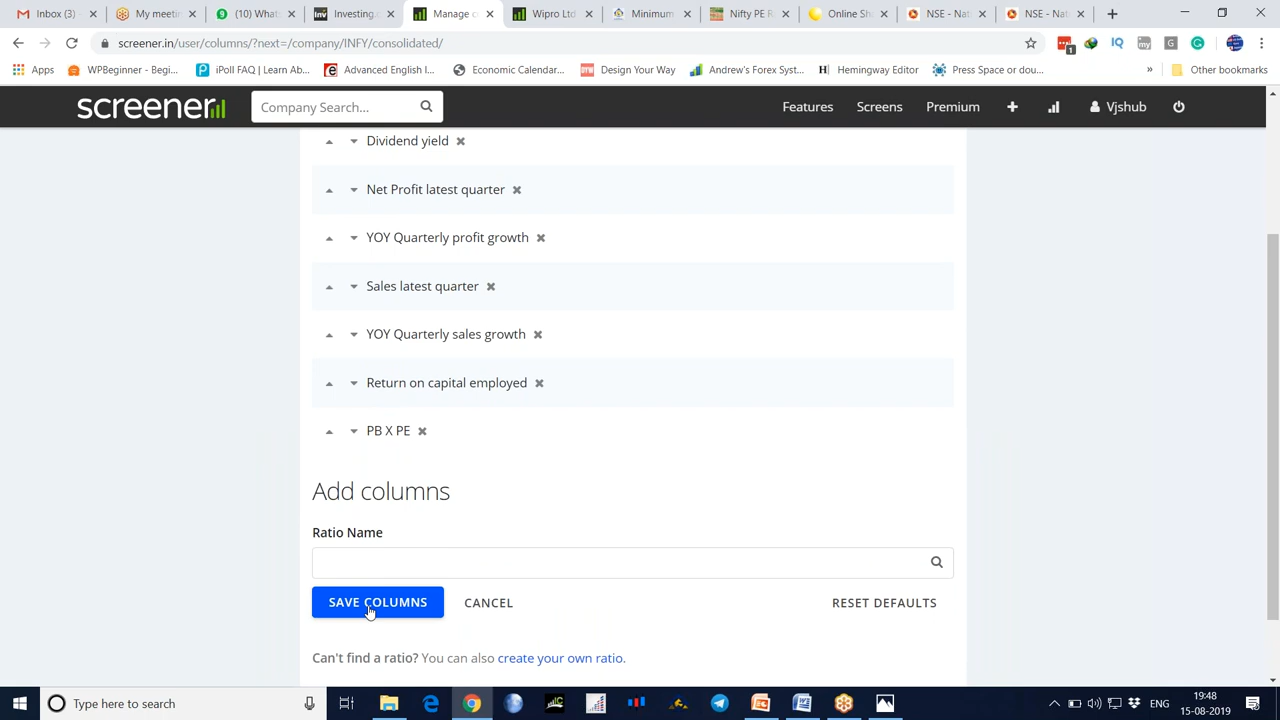 Inbox (3)
My meetin
(10) What
Investing
Manage c
Wipro Ltd
Minimum
Nifty PE R
Online Sh
NSE - Nat
NSE - Nat
screener.in/user/columns/?next=/company/INFY/consolidated/
Apps
WPBeginner - Begi...
iPoll FAQ | Learn Ab...
Advanced English I...
Economic Calendar...
Design Your Way
Andrew's Forex Syst...
Hemingway Editor
Press Space or dou...
» Other bookmarks
screener
Company Search...
Features Screens Premium Vjshub
Dividend yield
Net Profit latest quarter
YOY Quarterly profit growth
Sales latest quarter
YOY Quarterly sales growth
Return on capital employed
PB X PE
Add columns
Ratio Name
SAVE COLUMNS CANCEL RESET DEFAULTS
Can't find a ratio? You can also create your own ratio.
Type here to search
ENG
19:48
15-08-2019